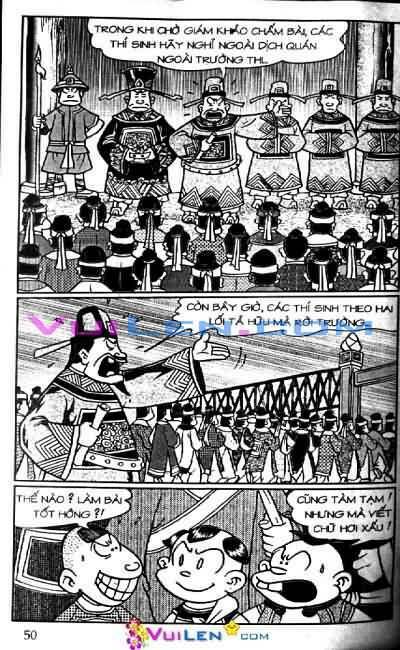 TRONG KHI CHỜ GIÁM KHẢO CHẤM BÀI, CÁC
THÍ SINH HÃY NGHỈ NGOÀI DỊCH QUÁN
NGOÀI TRƯỜNG THI.
CÒN BÂY GIỜ, CÁC THÍ SINH THEO HAI
LỐI TẢ HỮU MÀ RỜI TRƯỜNG.
VUILEN.COM
THẾ NÀO? LÀM BÀI
TỐT HÔNG?!
CŨNG TÀM TẠM!
NHƯNG MÀ VIẾT
CHỮ HƠI XẤU!
50
VUILEN.COM